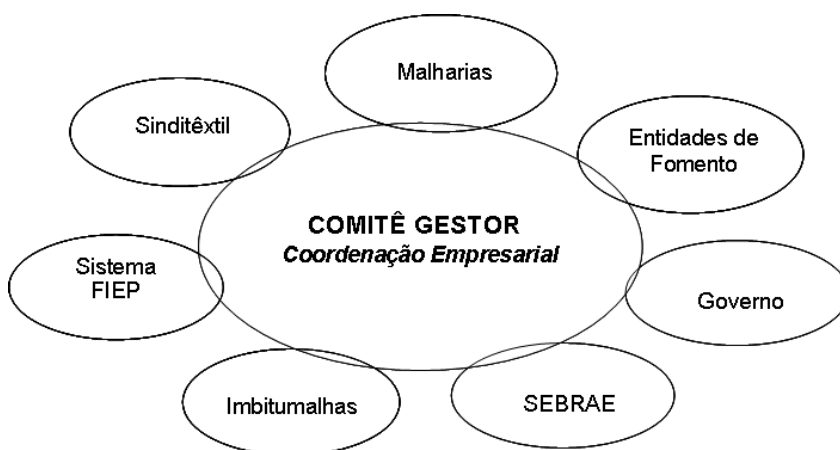 Malharias
Sinditêxtil
Entidades de
Fomento
COMITÊ GESTOR
Coordenação Empresarial
Sistema
FIEP
Governo
Imbitumalhas
SEBRAE